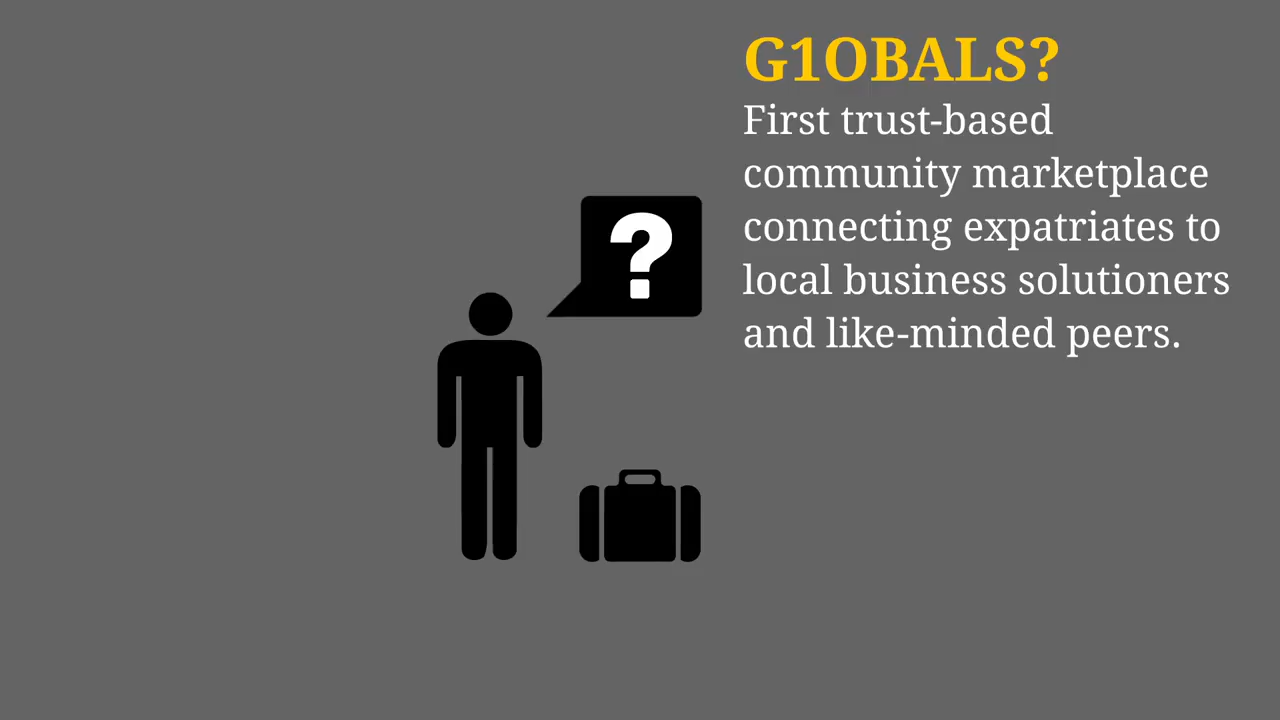 G1OBALS?
First trust-based
community marketplace
connecting expatriates to
local business solutioners
and like-minded peers.
?